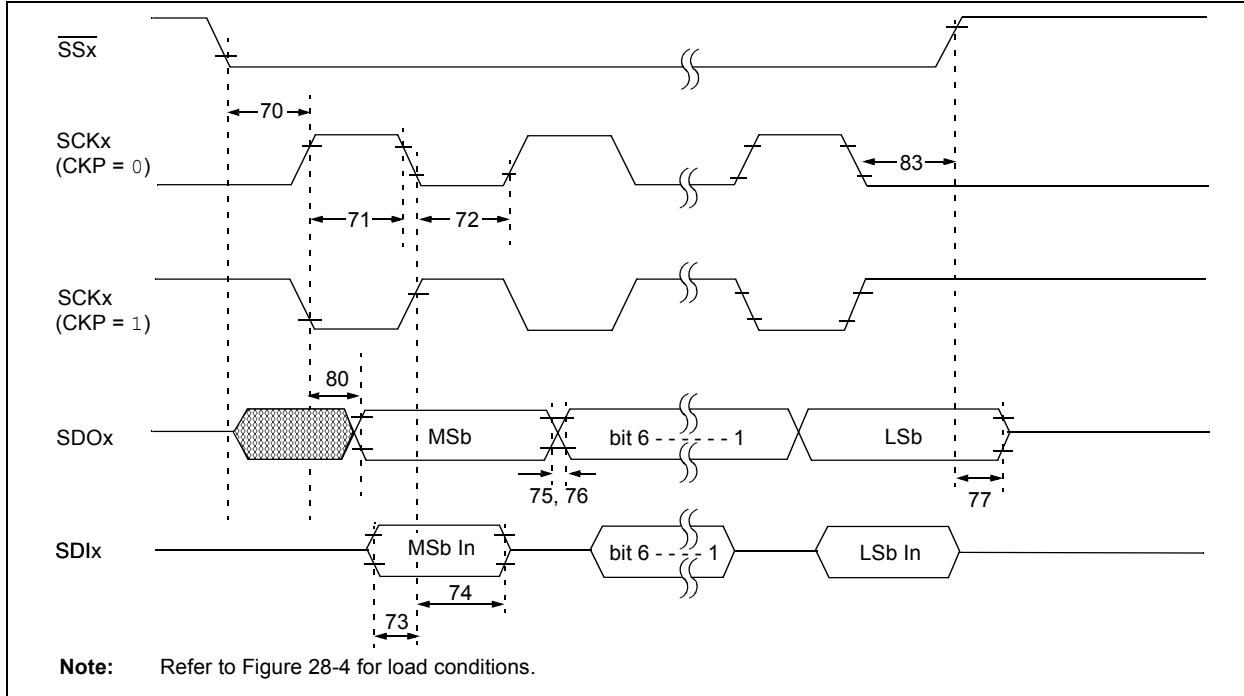 SSx
70
SCKx
(CKP = 0)
83
71
72
SCKx
(CKP = 1)
80
SDOx
MSb
bit 6 - - - - - - 1
LSb
75, 76
77
SDIx
MSb In
bit 6 - - - - 1
LSb In
74
73
Note: Refer to Figure 28-4 for load conditions.